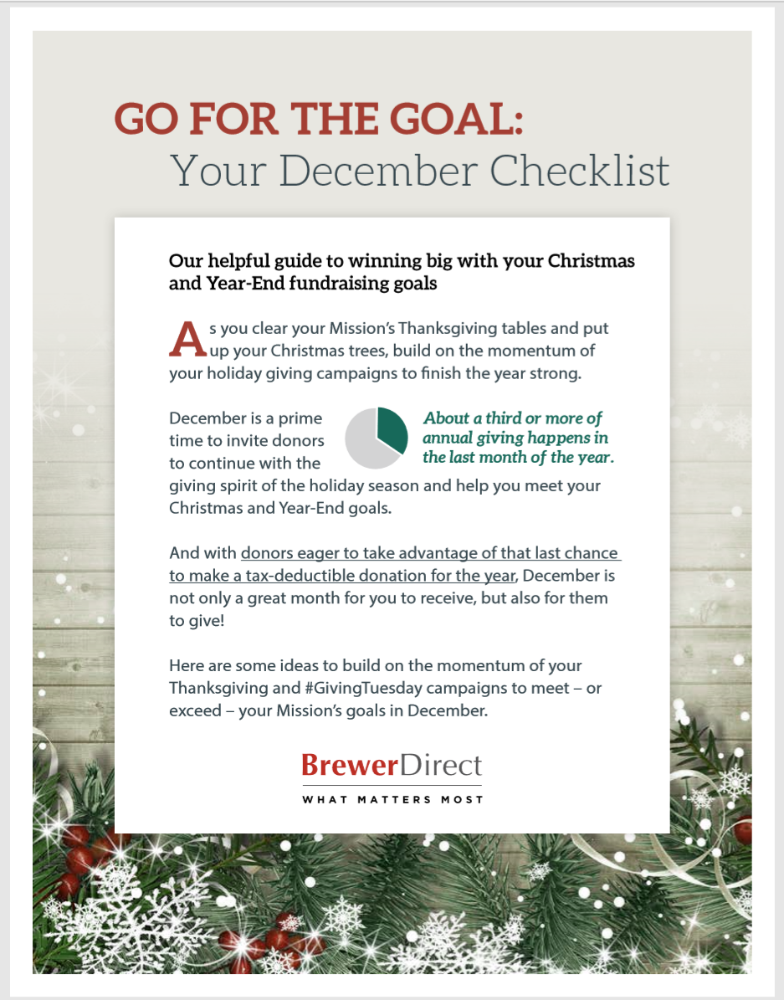 GO FOR THE GOAL:
Your December Checklist
Our helpful guide to winning big with your Christmas
and Year-End fundraising goals
As you clear your Mission's Thanksgiving tables and put
up your Christmas trees, build on the momentum of
your holiday giving campaigns to finish the year strong.
December is a prime
time to invite donors
to continue with the
giving spirit of the holiday season and help you meet your
Christmas and Year-End goals.
About a third or more of
annual giving happens in
the last month of the year.
And with donors eager to take advantage of that last chance
to make a tax-deductible donation for the year, December is
not only a great month for you to receive, but also for them
to give!
Here are some ideas to build on the momentum of your
Thanksgiving and #GivingTuesday campaigns to meet – or
exceed – your Mission's goals in December.
BrewerDirect
WHAT MATTERS MOST